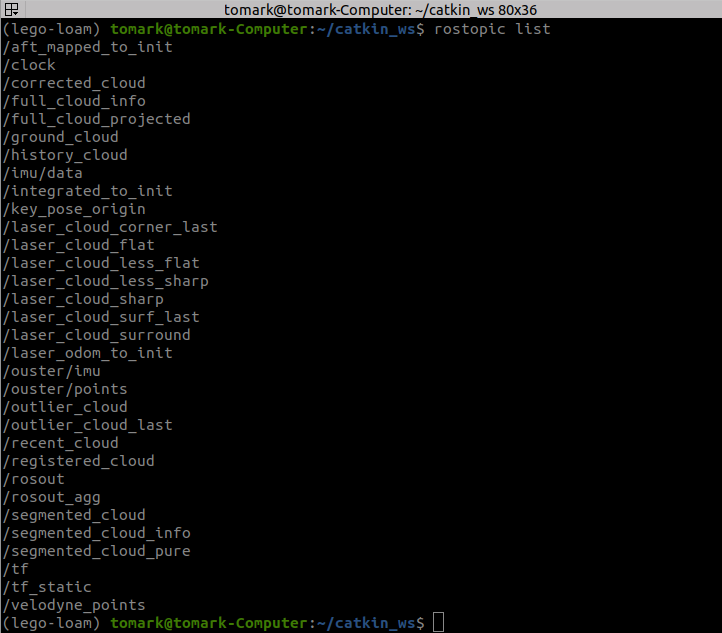 tomark@tomark-Computer: ~/catkin_ws 80x36
(lego-loam) tomark@tomark-Computer:~/catkin_ws$ rostopic list
/aft_mapped_to_init
/clock
/corrected_cloud
/full_cloud_info
/full_cloud_projected
/ground_cloud
/history_cloud
/imu/data
/integrated_to_init
/key_pose_origin
/laser_cloud_corner_last
/laser_cloud_flat
/laser_cloud_less_flat
/laser_cloud_less_sharp
/laser_cloud_sharp
/laser_cloud_surf_last
/laser_cloud_surround
/laser_odom_to_init
/ouster/imu
/ouster/points
/outlier_cloud
/outlier_cloud_last
/recent_cloud
/registered_cloud
/rosout
/rosout_agg
/segmented_cloud
/segmented_cloud_info
/segmented_cloud_pure
/tf
/tf_static
/velodyne_points
(lego-loam) tomark@tomark-Computer:~/catkin_ws$